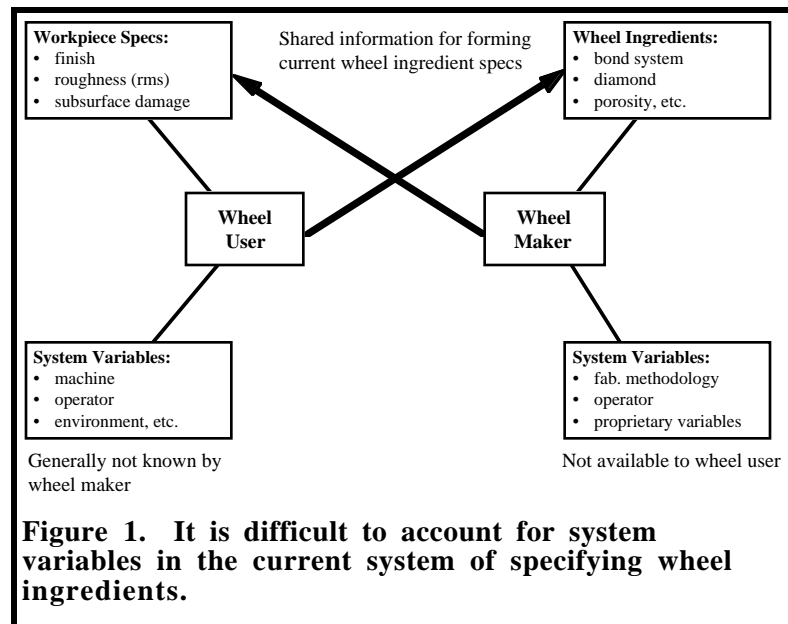 Workpiece Specs:
• finish
• roughness (rms)
• subsurface damage
Shared information for forming
current wheel ingredient specs
Wheel Ingredients:
• bond system
• diamond
• porosity, etc.
Wheel
User
Wheel
Maker
System Variables:
• machine
• operator
• environment, etc.
System Variables:
• fab. methodology
• operator
• proprietary variables
Generally not known by
wheel maker
Not available to wheel user
Figure 1. It is difficult to account for system
variables in the current system of specifying wheel
ingredients.